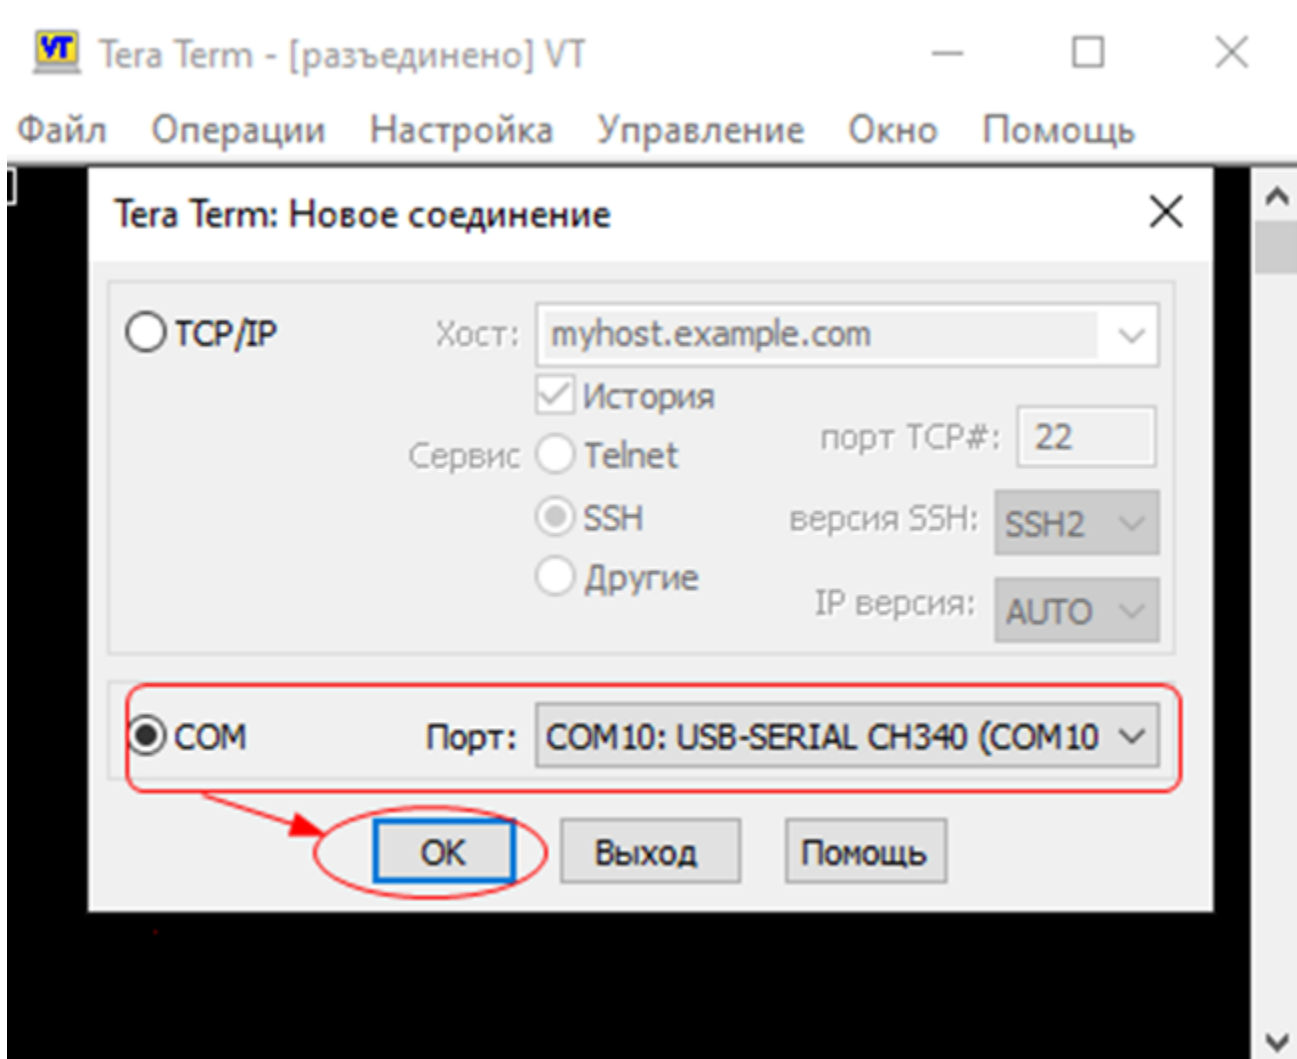 VT Tera Term - [разъединено] VT
Файл Операции Настройка Управление Окно Помощь
Tera Term: Новое соединение
TCP/IP Хост: myhost.example.com
История
Сервис Telnet порт TCP#: 22
SSH версия SSH: SSH2
Другие IP версия: AUTO
COM Порт: COM10: USB-SERIAL CH340 (COM10
OK Выход Помощь